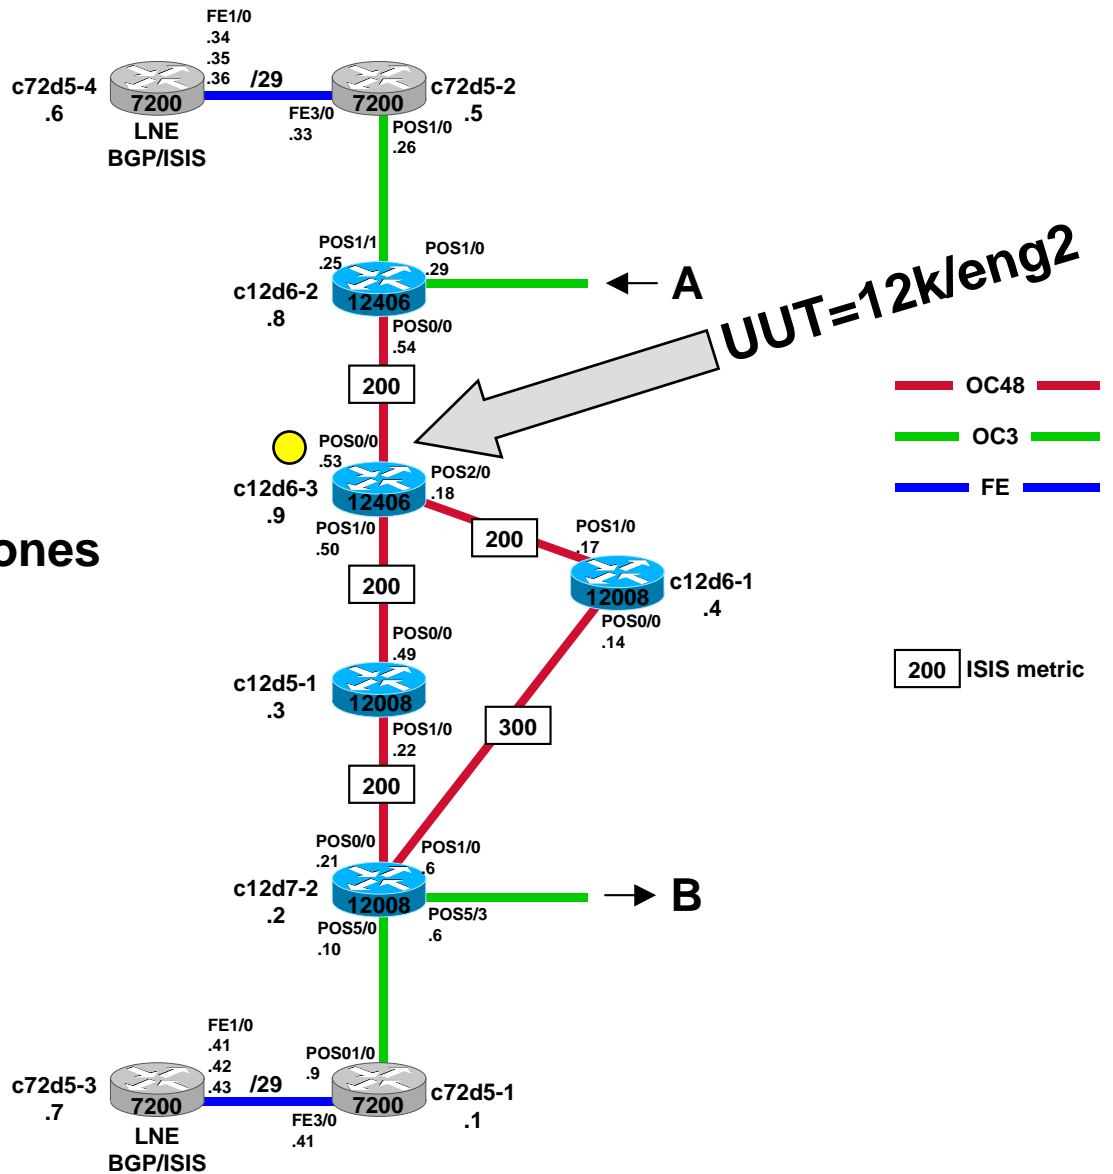 FE1/0
.34
.35
.36
/29
c72d5-4
.6
7200
LNE
BGP/ISIS
FE3/0
.33
7200
c72d5-2
.5
POS1/0
.26
POS1/1
.25
POS1/0
.29
A
c12d6-2
.8
12406
POS0/0
.54
UUT=12k/eng2
200
OC48
OC3
FE
POS0/0
.53
c12d6-3
.9
12406
POS2/0
.18
POS1/0
.50
200
POS1/0
.17
ones
200
12008
c12d6-1
.4
POS0/0
.14
POS0/0
.49
c12d5-1
.3
12008
200
ISIS metric
POS1/0
.22
300
200
POS0/0
.21
POS1/0
.6
c12d7-2
.2
12008
B
POS5/0
.10
POS5/3
.6
FE1/0
.41
.42
.43
/29
POS01/0
.9
c72d5-3
.7
7200
LNE
BGP/ISIS
FE3/0
.41
7200
c72d5-1
.1